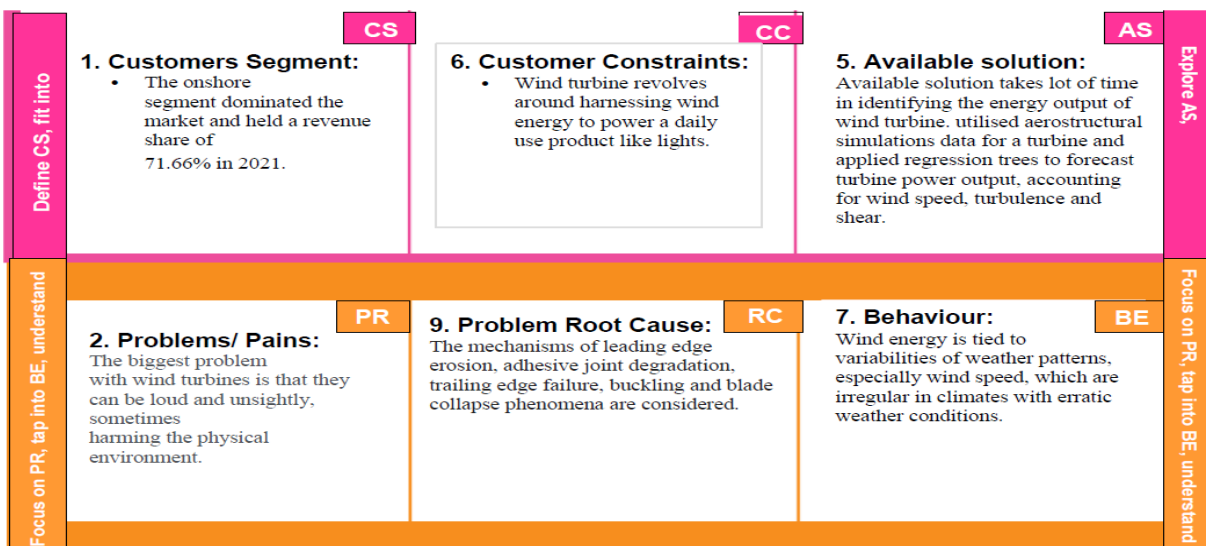 Define CS, fit into
CS
1. Customers Segment:
• The onshore
segment dominated the
market and held a revenue
share of
71.66% in 2021.
CC
6. Customer Constraints:
• Wind turbine revolves
around harnessing wind
energy to power a daily
use product like lights.
AS
5. Available solution:
Available solution takes lot of time
in identifying the energy output of
wind turbine. utilised aerostructural
simulations data for a turbine and
applied regression trees to forecast
turbine power output, accounting
for wind speed, turbulence and
shear.
Explore AS,
Focus on PR, tap into BE, understand
PR
2. Problems/ Pains:
The biggest problem
with wind turbines is that they
can be loud and unsightly,
sometimes
harming the physical
environment.
RC
9. Problem Root Cause:
The mechanisms of leading edge
erosion, adhesive joint degradation,
trailing edge failure, buckling and blade
collapse phenomena are considered.
BE
7. Behaviour:
Wind energy is tied to
variabilities of weather patterns,
especially wind speed, which are
irregular in climates with erratic
weather conditions.
Focus on PR, tap into BE, understand